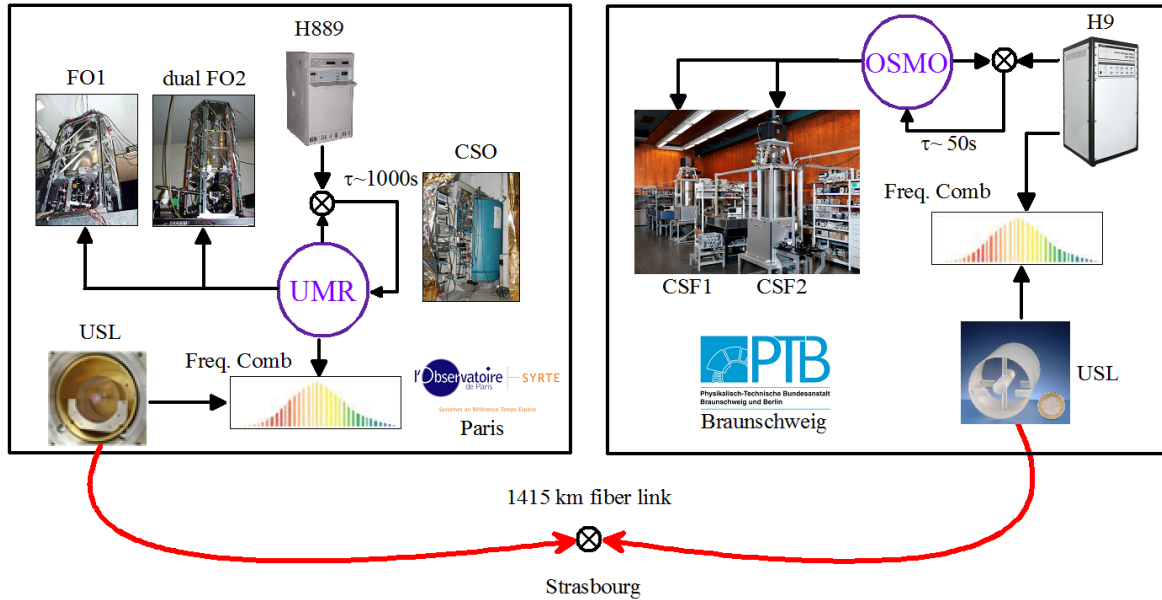 H889
FO1
dual FO2
CSO
τ~1000s
UMR
USL
Freq. Comb
l'Observatoire
de Paris
SYRTE
Systèmes de Référence Temps-Espace
Paris
H9
OSMO
τ~ 50s
Freq. Comb
CSF1
CSF2
PTB
Physikalisch-Technische Bundesanstalt
Braunschweig und Berlin
Braunschweig
USL
1415 km fiber link
Strasbourg